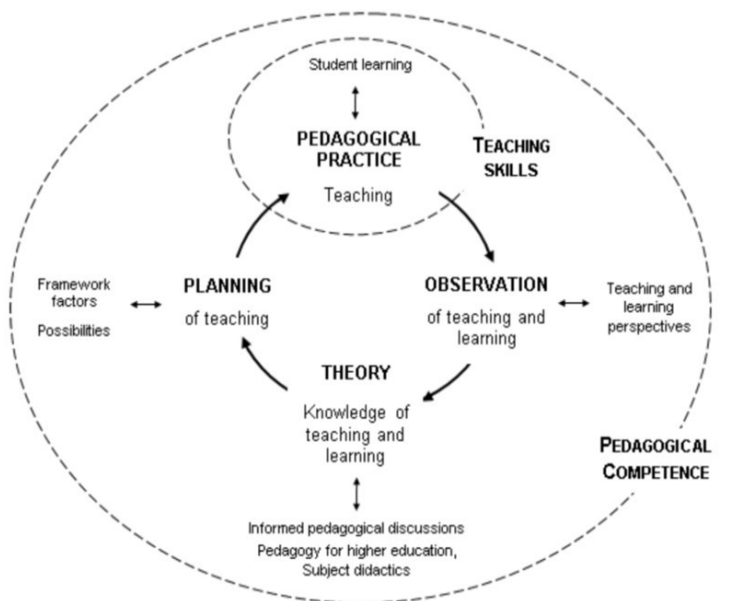 Student learning
PEDAGOGICAL
PRACTICE
Teaching
TEACHING
SKILLS
Framework
factors
Possibilities
PLANNING
of teaching
OBSERVATION
of teaching and
learning
Teaching and
learning
perspectives
THEORY
Knowledge of
teaching and
learning
PEDAGOGICAL
COMPETENCE
Informed pedagogical discussions
Pedagogy for higher education,
Subject didactics